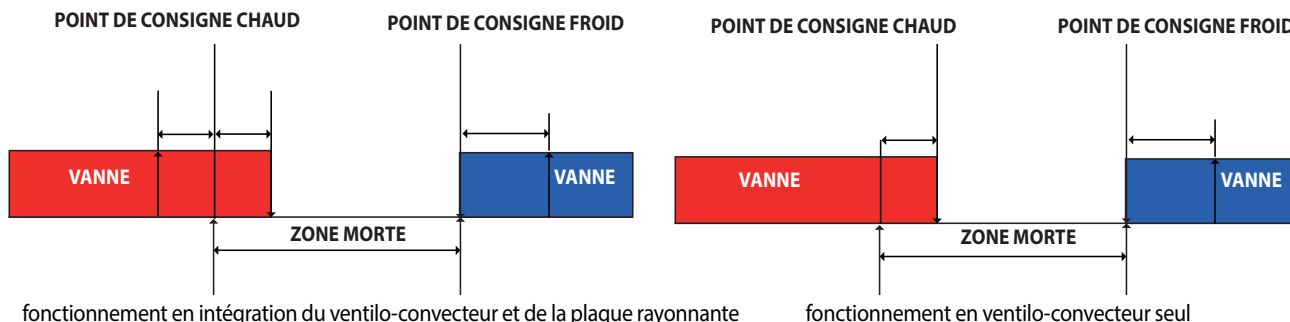 POINT DE CONSIGNE CHAUD
POINT DE CONSIGNE FROID
VANNE
VANNE
ZONE MORTE
fonctionnement en intégration du ventilo-convecteur et de la plaque rayonnante
POINT DE CONSIGNE CHAUD
POINT DE CONSIGNE FROID
VANNE
VANNE
ZONE MORTE
fonctionnement en ventilo-convecteur seul